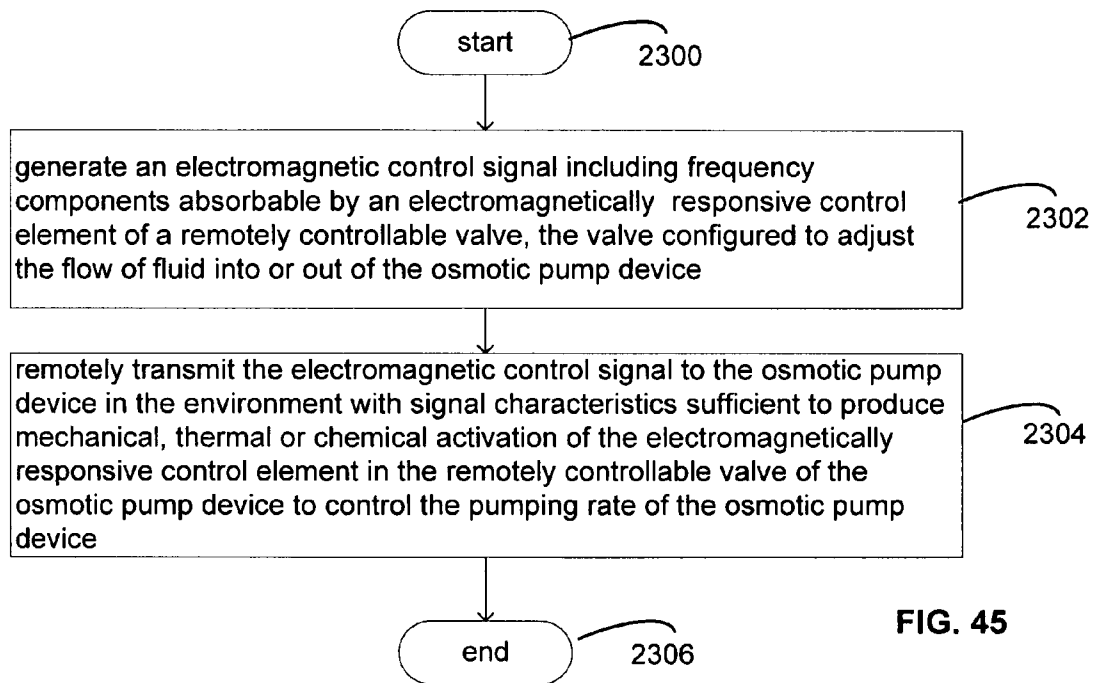 start
2300
generate an electromagnetic control signal including frequency
components absorbable by an electromagnetically responsive control
element of a remotely controllable valve, the valve configured to adjust
the flow of fluid into or out of the osmotic pump device
2302
remotely transmit the electromagnetic control signal to the osmotic pump
device in the environment with signal characteristics sufficient to produce
mechanical, thermal or chemical activation of the electromagnetically
responsive control element in the remotely controllable valve of the
osmotic pump device to control the pumping rate of the osmotic pump
device
2304
end
2306
FIG. 45